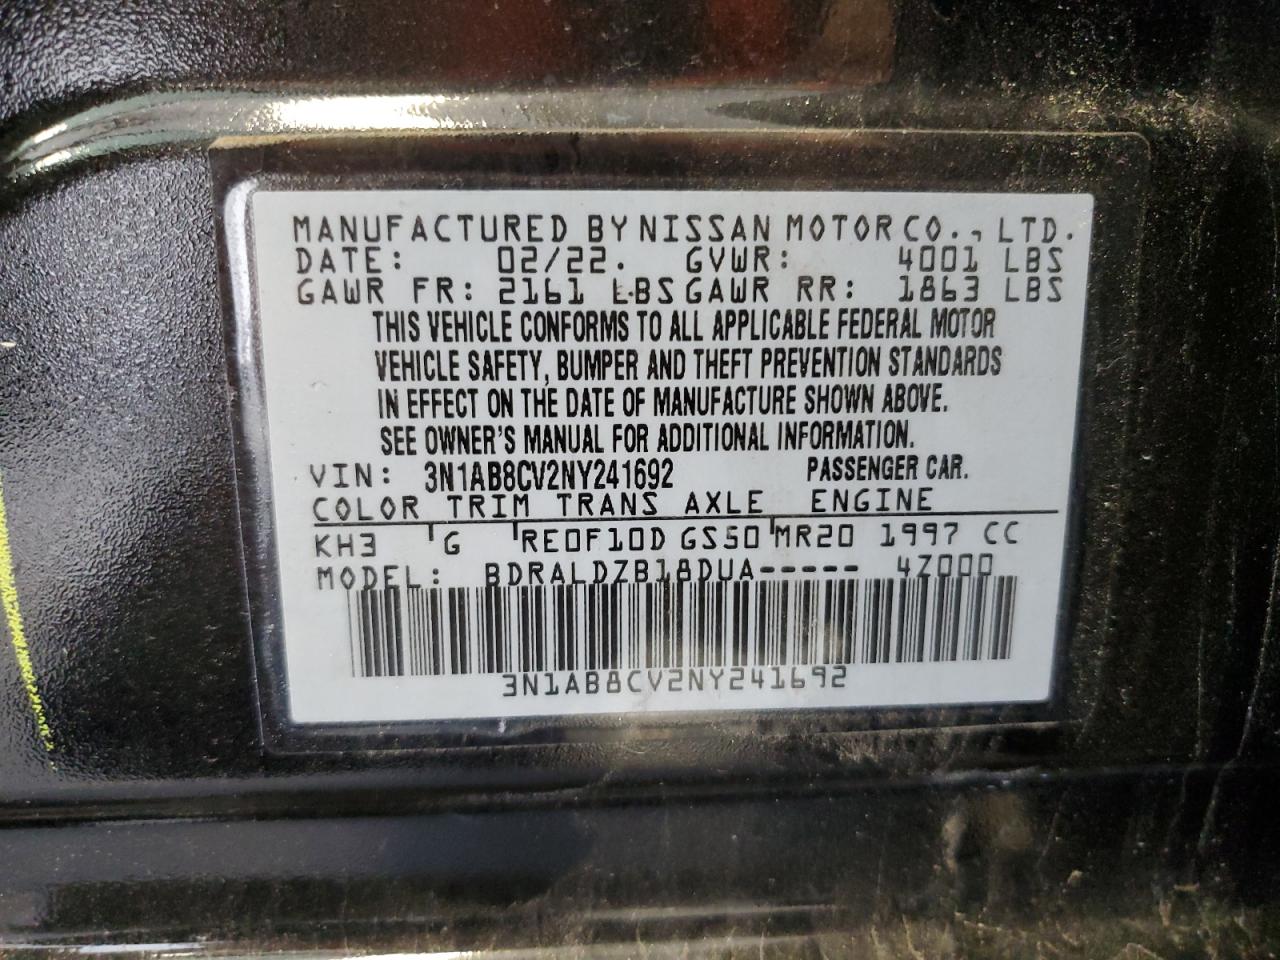 MANUFACTURED BY NISSAN MOTOR CO., LTD.
DATE: 02/22. GVWR: 4001 LBS
GAWR FR: 2161 LBS GAWR RR: 1863 LBS
THIS VEHICLE CONFORMS TO ALL APPLICABLE FEDERAL MOTOR
VEHICLE SAFETY, BUMPER AND THEFT PREVENTION STANDARDS
IN EFFECT ON THE DATE OF MANUFACTURE SHOWN ABOVE.
SEE OWNER'S MANUAL FOR ADDITIONAL INFORMATION.
VIN: 3N1AB8CV2NY241692 PASSENGER CAR.
COLOR TRIM TRANS AXLE ENGINE
KH3 G RE0F10D GS50 MR20 1997 CC
MODEL: BDRALDZB18DUA----- 4Z000
3N1AB8CV2NY241692